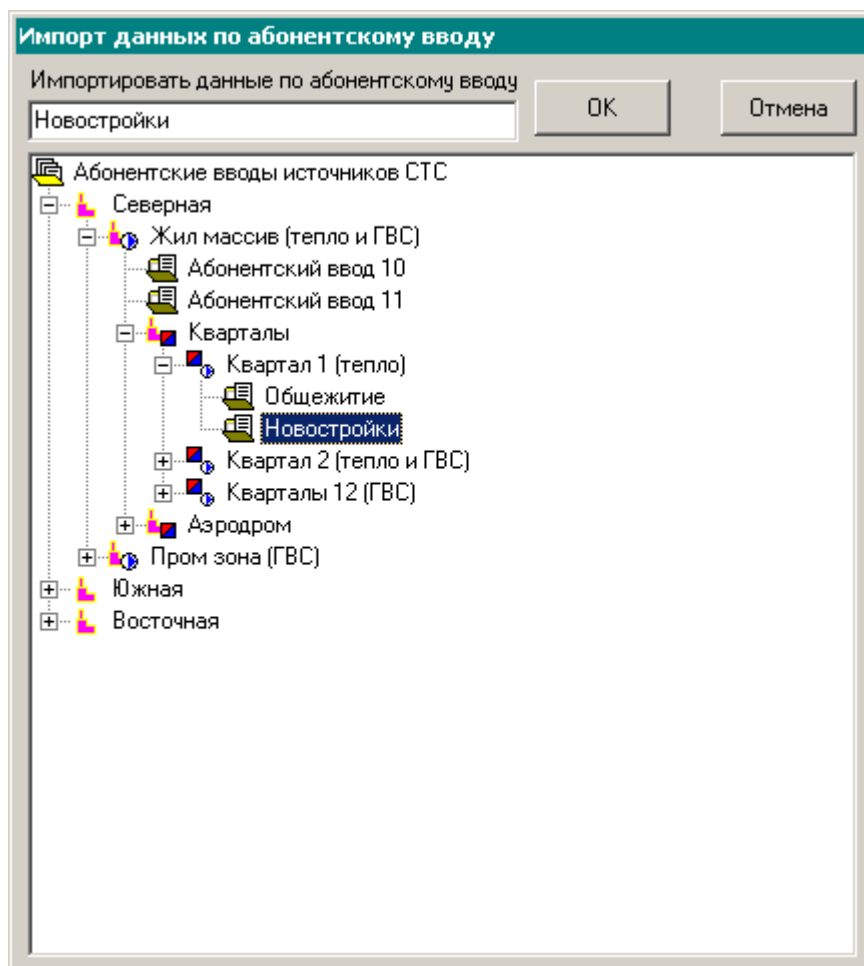 Импорт данных по абонентскому вводу
Импортировать данные по абонентскому вводу
Новостройки
OK
Отмена
Абонентские вводы источников СТС
Северная
Жил массив (тепло и ГВС)
Абонентский ввод 10
Абонентский ввод 11
Кварталы
Квартал 1 (тепло)
Общежитие
Новостройки
Квартал 2 (тепло и ГВС)
Кварталы 12 (ГВС)
Аэродром
Пром зона (ГВС)
Южная
Восточная